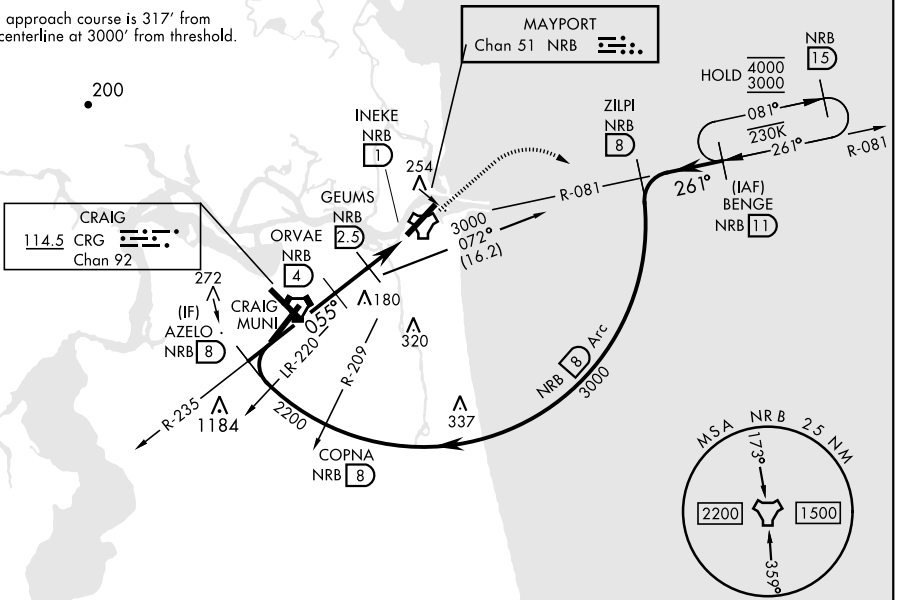 approach course is 317' from
centerline at 3000' from threshold.
200
MAYPORT
Chan 51 NRB
NRB
15
HOLD 4000
3000
081°
230K
261°
R-081
ZILPI
NRB
8
261°
(IAF)
BENGE
NRB 11
INEKE
NRB
1
254
GEUMS
NRB
2.5
R-081
3000
072°
(16.2)
CRAIG
114.5 CRG
Chan 92
ORVAE
NRB
4
272
CRAIG
MUNI
055°
180
320
(IF)
AZELO
NRB 8
LR-220
R-209
R-235
1184
2200
337
NRB 8 Arc
3000
COPNA
NRB 8
MSA NRB 25 NM
173°
2200
1500
359°